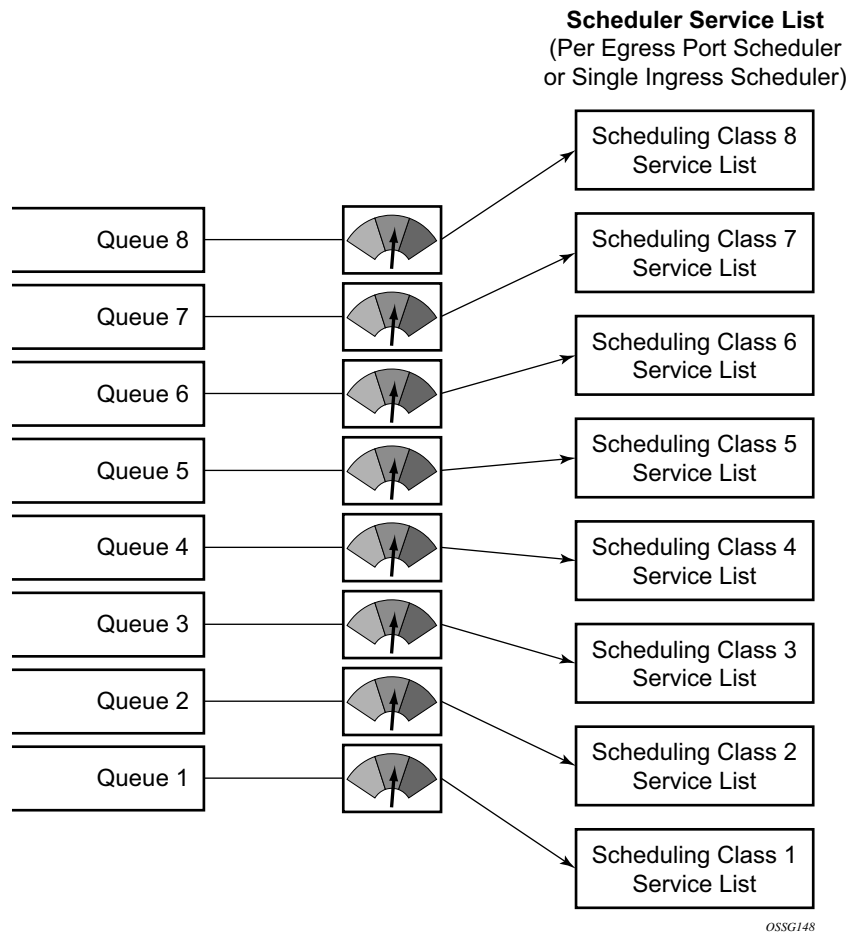 Scheduler Service List
(Per Egress Port Scheduler
or Single Ingress Scheduler)
Scheduling Class 8
Service List
Queue 8
Scheduling Class 7
Service List
Queue 7
Scheduling Class 6
Service List
Queue 6
Scheduling Class 5
Service List
Queue 5
Queue 4
Scheduling Class 4
Service List
Queue 3
Scheduling Class 3
Service List
Queue 2
Scheduling Class 2
Service List
Queue 1
Scheduling Class 1
Service List
OSSG148